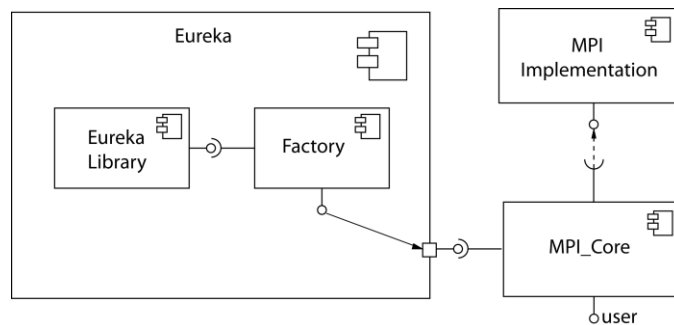 Eureka
MPI
Implementation
Eureka
Library
Factory
MPI_Core
user